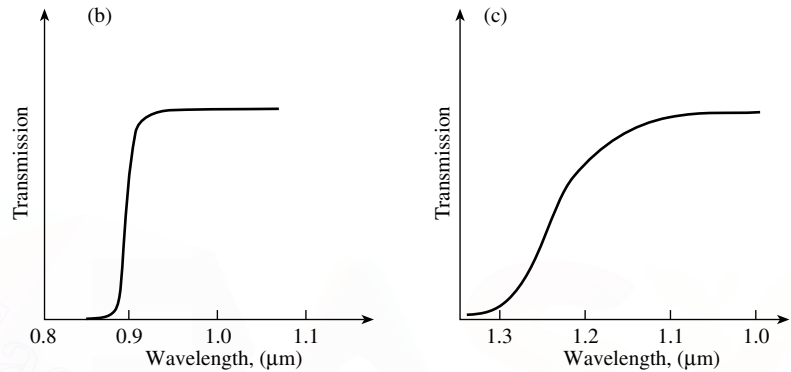 (b)
Transmission
0.8 0.9 1.0 1.1
Wavelength, (μm)
(c)
Transmission
1.3 1.2 1.1 1.0
Wavelength, (μm)